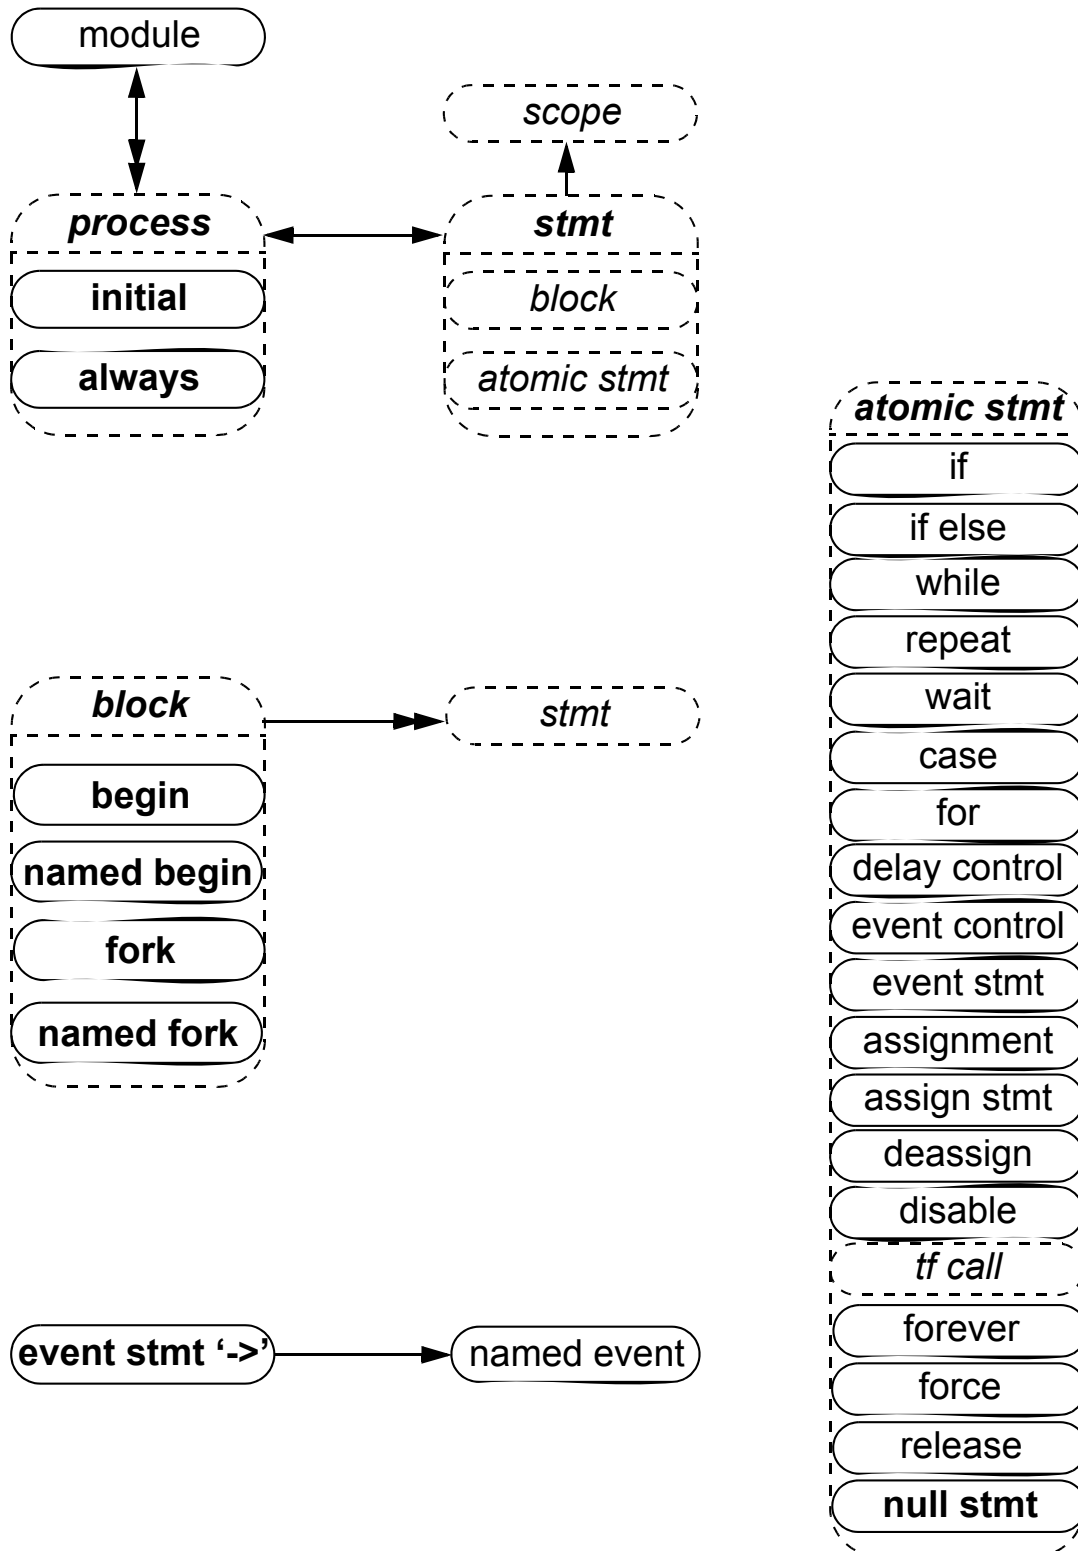 module
scope
process
stmt
initial
block
always
atomic stmt
block
stmt
begin
named begin
fork
named fork
event stmt ‘->’
named event
atomic stmt
if
if else
while
repeat
wait
case
for
delay control
event control
event stmt
assignment
assign stmt
deassign
disable
tf call
forever
force
release
null stmt